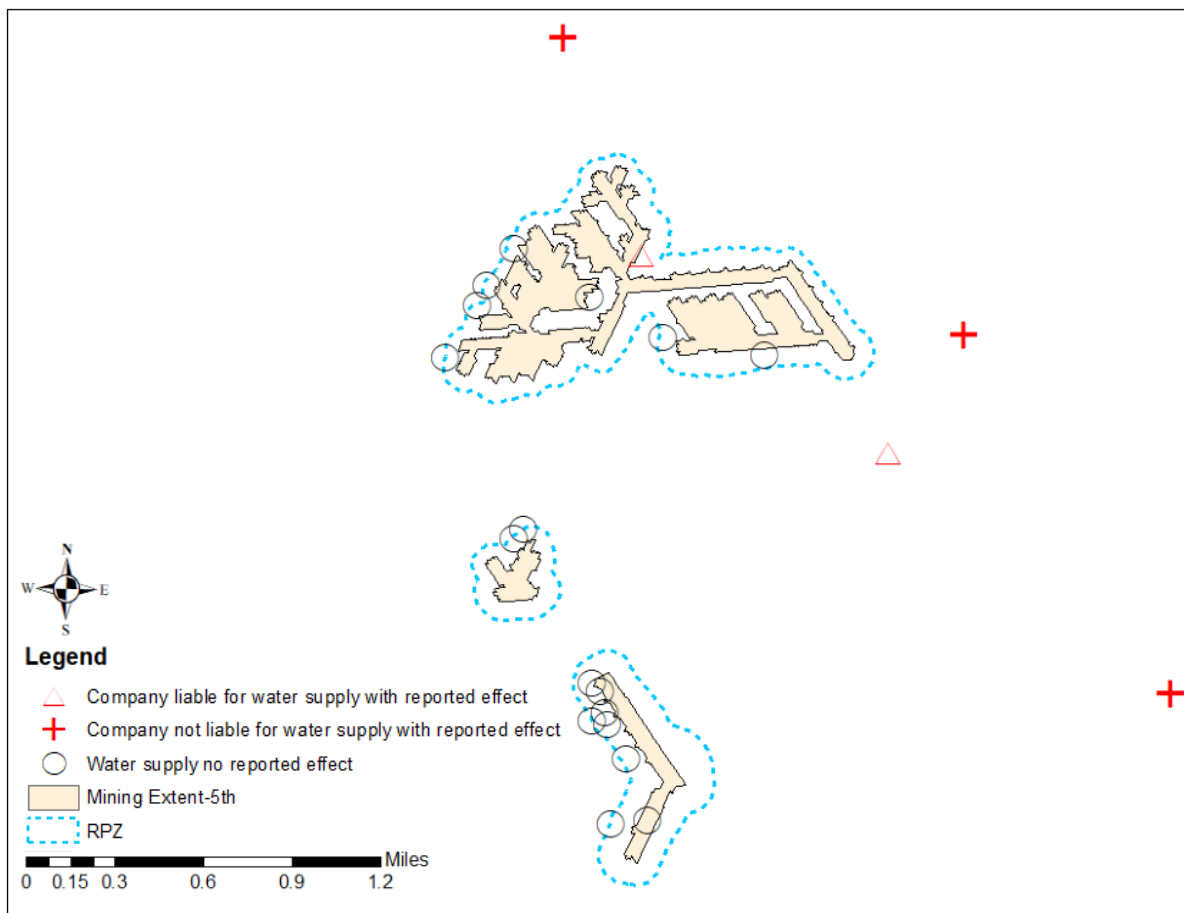 N
W E
S
Legend
Company liable for water supply with reported effect
Company not liable for water supply with reported effect
Water supply no reported effect
Mining Extent-5th
RPZ
Miles
0 0.15 0.3 0.6 0.9 1.2